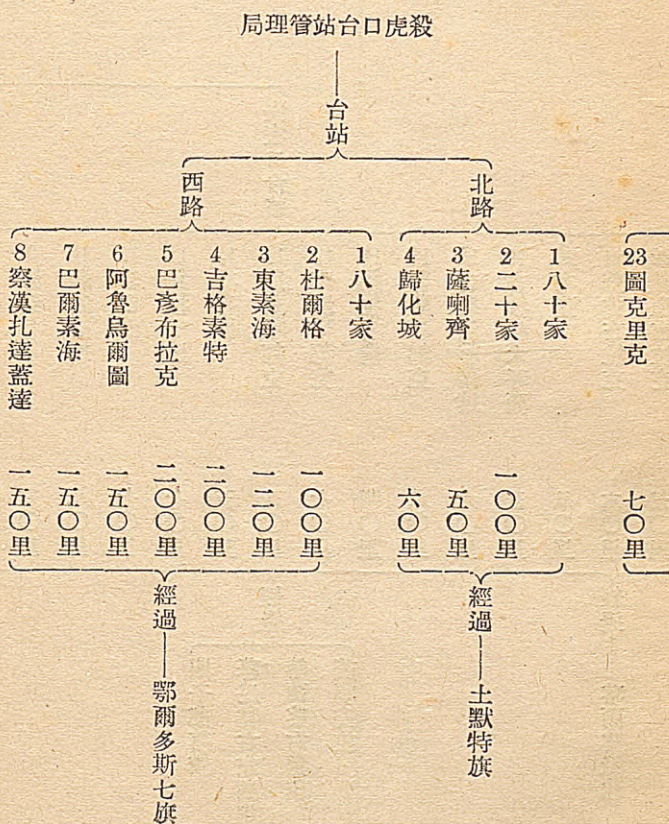 23圖克里克 七〇里
殺虎口台站管理局
台站
北路
1八十家
2二十家 一〇〇里
3薩喇齊 五〇里
4歸化城 六〇里
經過
土默特旗
西路
1八十家
2杜爾格 一〇〇里
3東素海 一二〇里
4吉格素特 二〇〇里
5巴彥布拉克 二〇〇里
6阿魯烏爾圖 一五〇里
7巴爾素海 一五〇里
8察漢扎達蓋達 一五〇里
經過
鄂爾多斯七旗